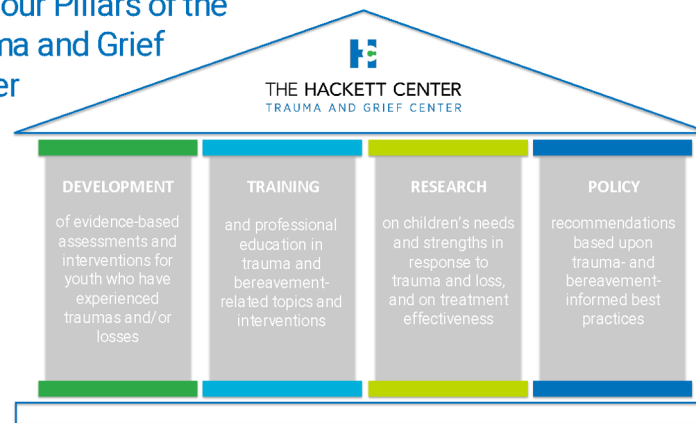 our Pillars of the
ma and Grief
er
THE HACKETT CENTER
TRAUMA AND GRIEF CENTER
DEVELOPMENT
of evidence-based
assessments and
interventions for
youth who have
experienced
traumas and/or
losses
TRAINING
and professional
education in
trauma and
bereavement-
related topics and
interventions
RESEARCH
on children's needs
and strengths in
response to
trauma and loss,
and on treatment
effectiveness
POLICY
recommendations
based upon
trauma- and
bereavement-
informed best
practices